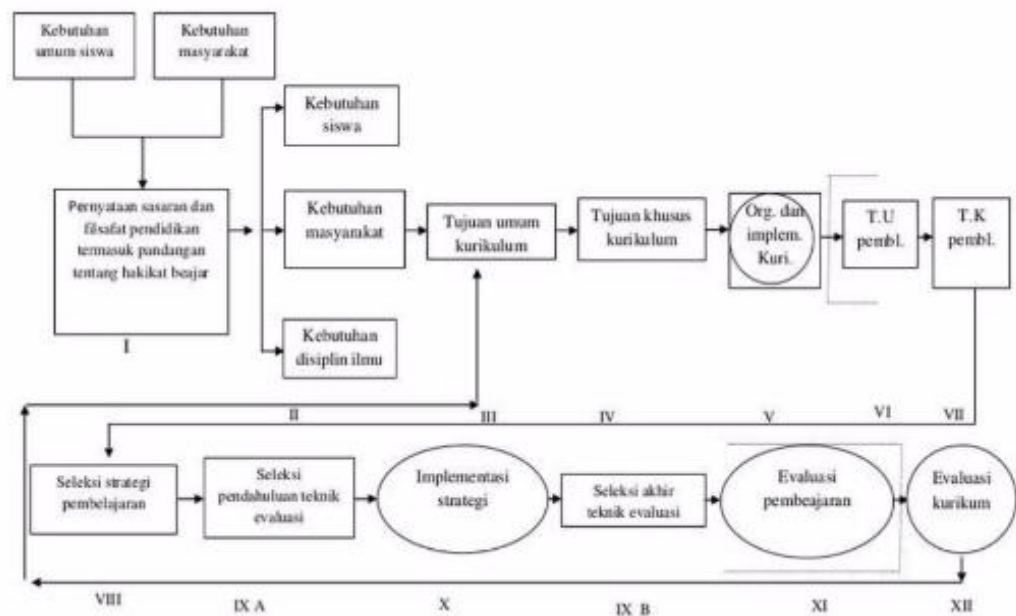 Kebutuhan
umum siswa
Kebutuhan
masyarakat
Kebutuhan
siswa
Pernyataan sasaran dan
filsafat pendidikan
termasuk pandangan
tentang hakikat beajar
I
Kebutuhan
masyarakat
Tujuan umum
kurikulum
Tujuan khusus
kurikulum
Org. dan
implem.
Kuri.
T.U
pembl.
T.K
pembl.
Kebutuhan
disiplin ilmu
II
III
IV
V
VI
VII
Seleksi strategi
pembelajaran
Seleksi
pendahuluan teknik
evaluasi
Implementasi
strategi
Seleksi akhir
teknik evaluasi
Evaluasi
pembeajaran
Evaluasi
kurikum
VIII
IX A
X
IX B
XI
XII